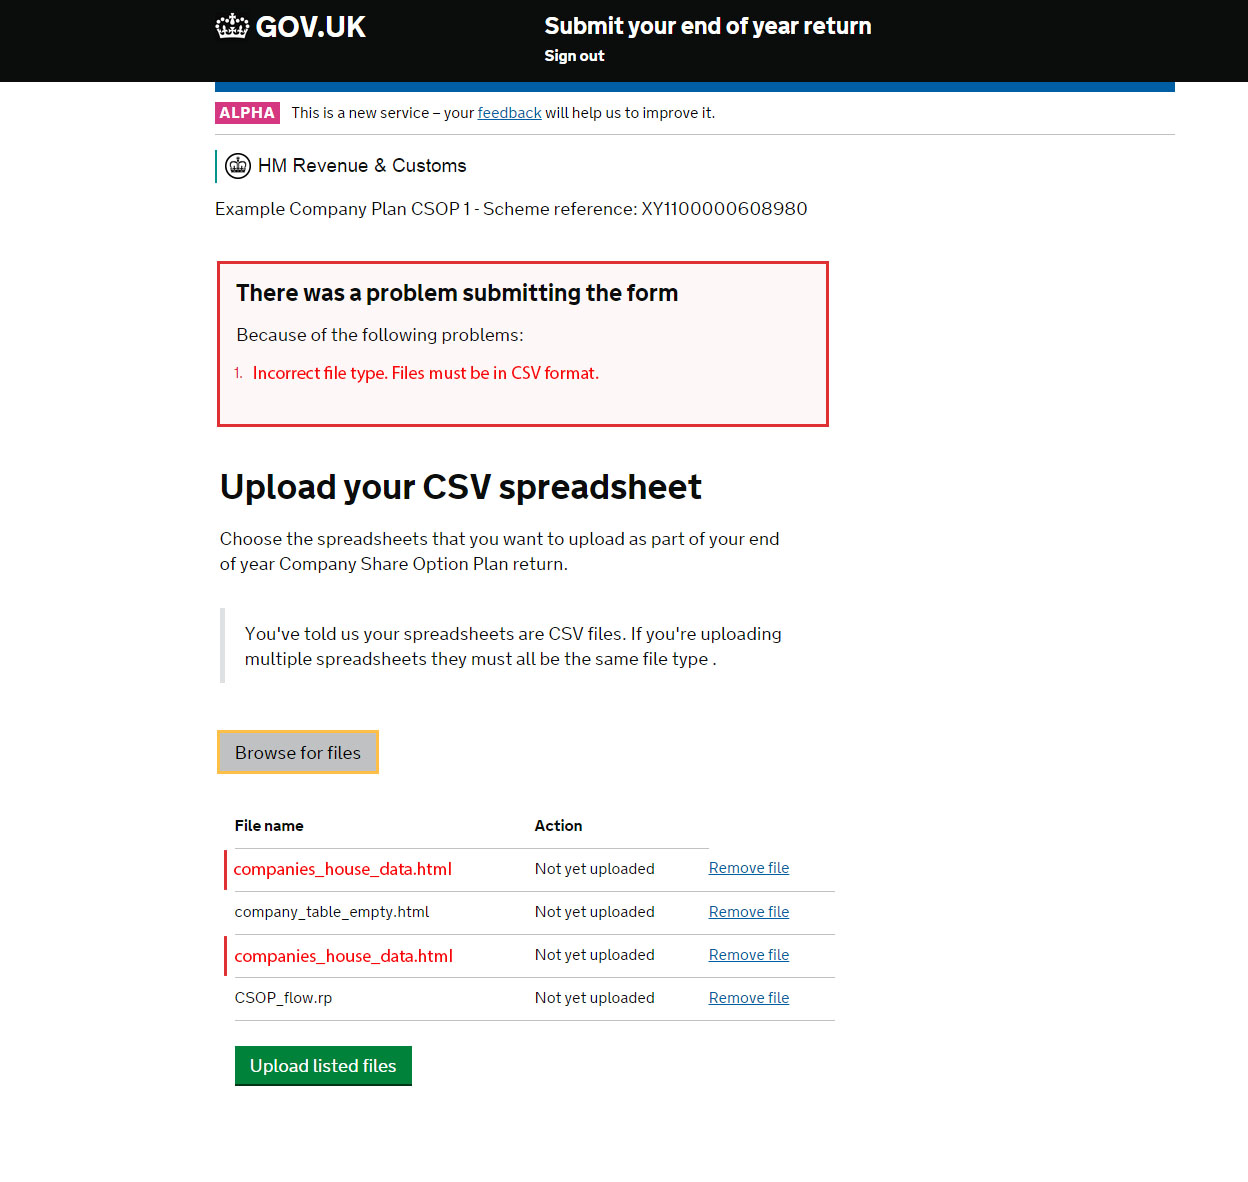 GOV.UK
Submit your end of year return
Sign out
ALPHA This is a new service – your feedback will help us to improve it.
HM Revenue & Customs
Example Company Plan CSOP 1 - Scheme reference: XY1100000608980
There was a problem submitting the form
Because of the following problems:
1. Incorrect file type. Files must be in CSV format.
Upload your CSV spreadsheet
Choose the spreadsheets that you want to upload as part of your end
of year Company Share Option Plan return.
You've told us your spreadsheets are CSV files. If you're uploading
multiple spreadsheets they must all be the same file type .
Browse for files
File name Action
companies_house_data.html Not yet uploaded Remove file
company_table_empty.html Not yet uploaded Remove file
companies_house_data.html Not yet uploaded Remove file
CSOP_flow.rp Not yet uploaded Remove file
Upload listed files